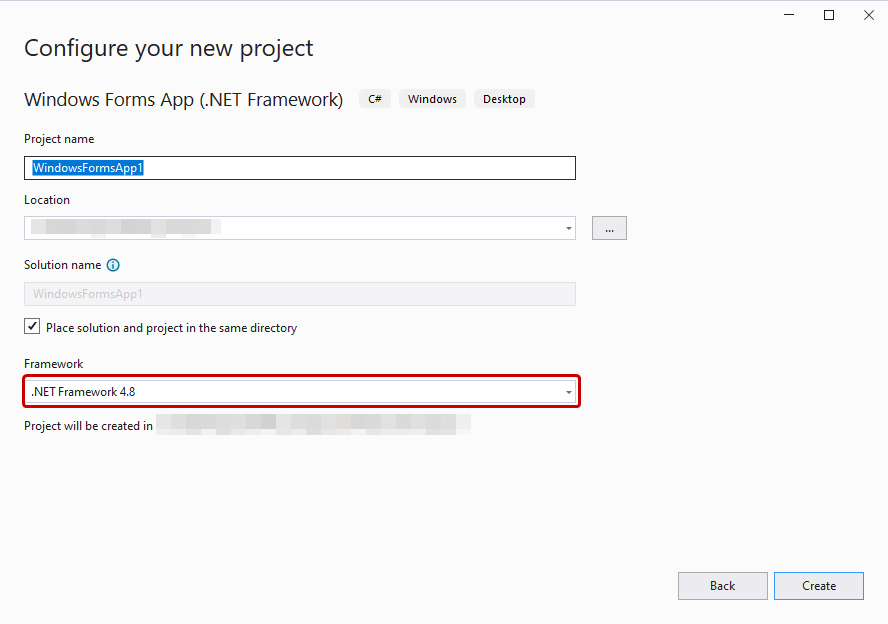 Configure your new project
Windows Forms App (.NET Framework) C# Windows Desktop
Project name
WindowsFormsApp1
Location
...
Solution name
WindowsFormsApp1
Place solution and project in the same directory
Framework
.NET Framework 4.8
Project will be created in
Back Create